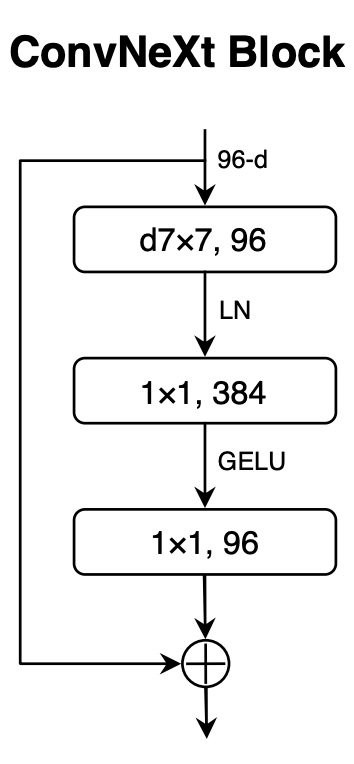 ConvNeXt Block
96-d
d7×7, 96
LN
1×1, 384
GELU
1×1, 96